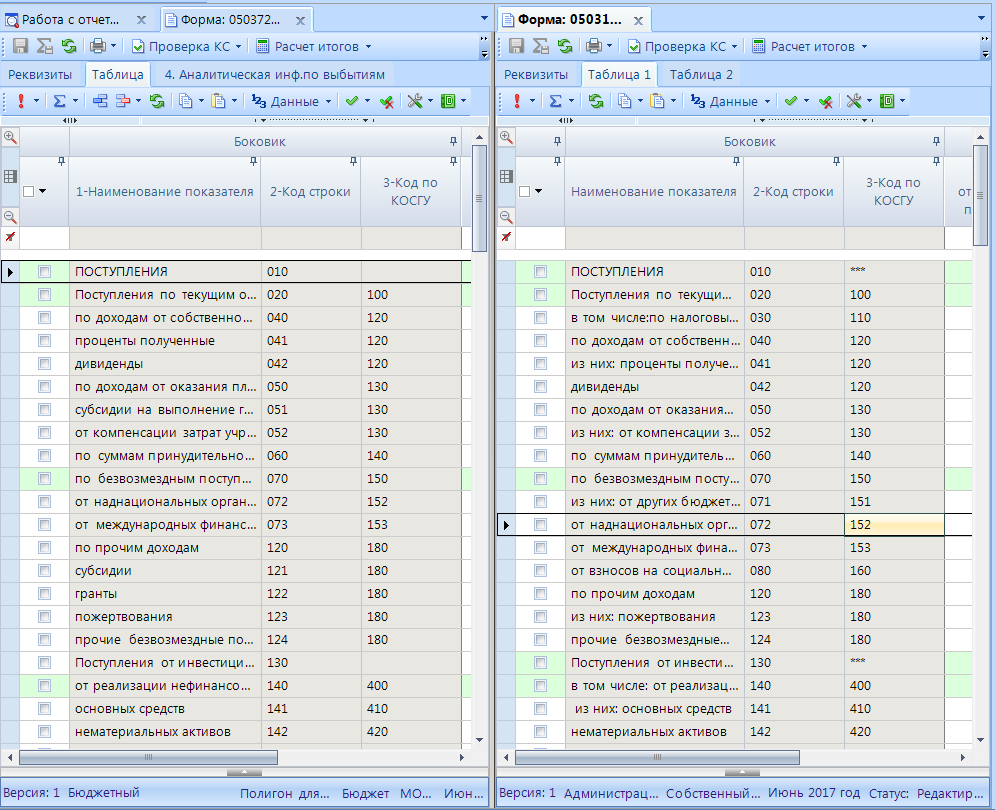 Работа с отчет...
Форма: 050372...
Проверка КС
Расчет итогов
Реквизиты
Таблица
4. Аналитическая инф.по выбытиям
Данные
Боковик
1-Наименование показателя
2-Код строки
3-Код по КОСГУ
ПОСТУПЛЕНИЯ 010
Поступления по текущим о... 020 100
по доходам от собственно... 040 120
проценты полученные 041 120
дивиденды 042 120
по доходам от оказания пл... 050 130
субсидии на выполнение г... 051 130
от компенсации затрат учр... 052 130
по суммам принудительно... 060 140
по безвозмездным поступ... 070 150
от наднациональных орган... 072 152
от международных финанс... 073 153
по прочим доходам 120 180
субсидии 121 180
гранты 122 180
пожертвования 123 180
прочие безвозмездные по... 124 180
Поступления от инвестици... 130
от реализации нефинансо... 140 400
основных средств 141 410
нематериальных активов 142 420
Версия: 1 Бюджетный Полигон для... Бюджет МО... Июн...
Форма: 05031...
Проверка КС
Расчет итогов
Реквизиты
Таблица 1
Таблица 2
Данные
Боковик
Наименование показателя
2-Код строки
3-Код по КОСГУ
от
п
ПОСТУПЛЕНИЯ 010 ***
Поступления по текущи... 020 100
в том числе:по налоговы... 030 110
по доходам от собственн... 040 120
из них: проценты получе... 041 120
дивиденды 042 120
по доходам от оказания... 050 130
из них: от компенсации з... 052 130
по суммам принудитель... 060 140
по безвозмездным посту... 070 150
из них: от других бюджет... 071 151
от наднациональных орг... 072 152
от международных фина... 073 153
от взносов на социальн... 080 160
по прочим доходам 120 180
из них: пожертвования 123 180
прочие безвозмездные... 124 180
Поступления от инвести... 130 ***
в том числе: от реализац... 140 400
из них: основных средств 141 410
нематериальных активов 142 420
Версия: 1 Администрац... Собственный... Июнь 2017 год Статус: Редактир...